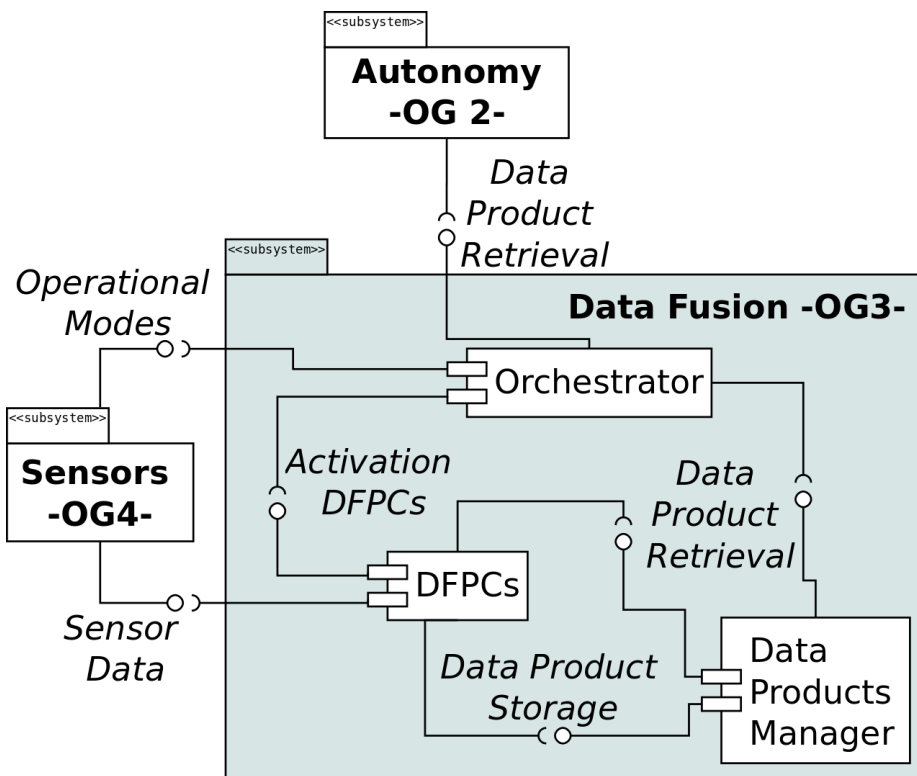 <<subsystem>>
Autonomy
-OG 2-
Data
Product
Retrieval
<<subsystem>>
Operational
Modes
Data Fusion -OG3-
Orchestrator
<<subsystem>>
Sensors
-OG4-
Activation
DFPCs
Data
Product
Retrieval
DFPCs
Sensor
Data
Data Product
Storage
Data
Products
Manager